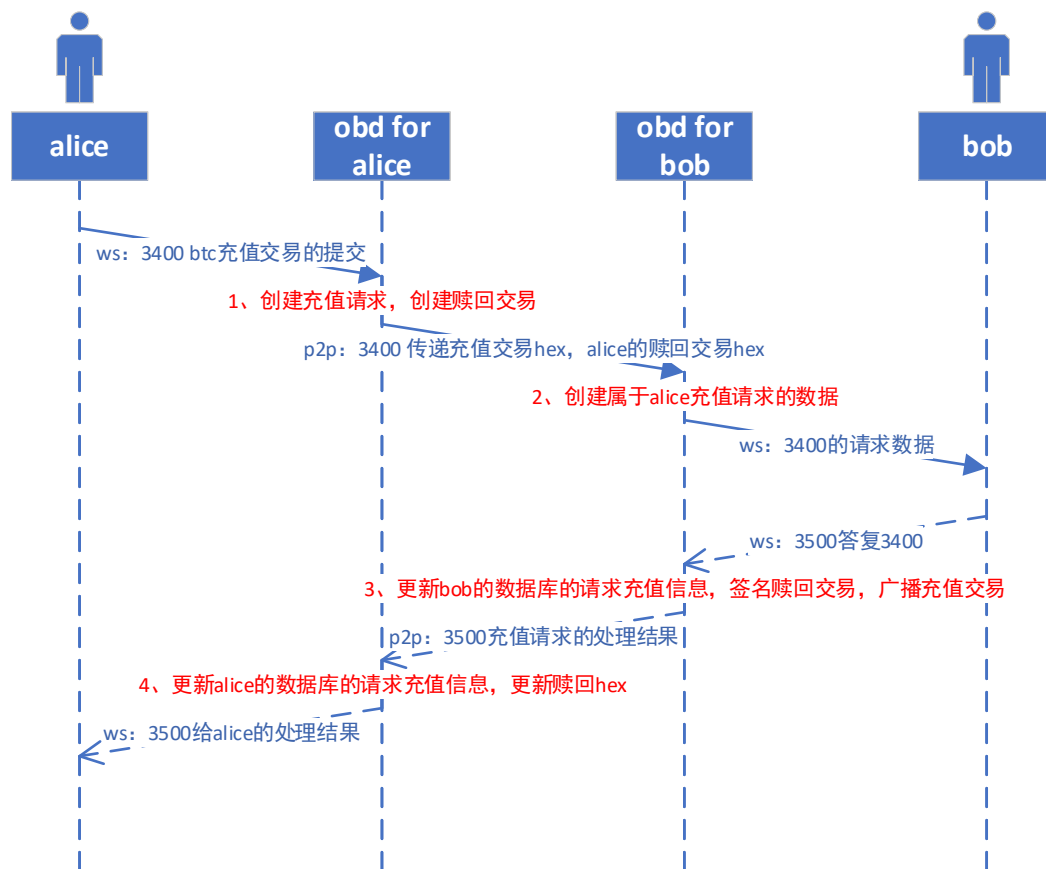 alice
obd for
alice
obd for
bob
bob
ws：3400 btc充值交易的提交
1、创建充值请求，创建赎回交易
p2p：3400 传递充值交易hex，alice的赎回交易hex
2、创建属于alice充值请求的数据
ws：3400的请求数据
ws：3500答复3400
3、更新bob的数据库的请求充值信息，签名赎回交易，广播充值交易
p2p：3500充值请求的处理结果
4、更新alice的数据库的请求充值信息，更新赎回hex
ws：3500给alice的处理结果